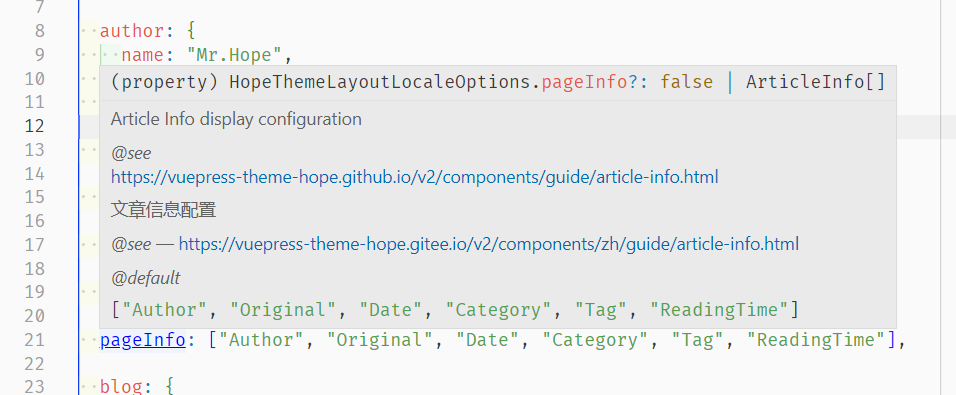 7
8 author: {
9 name: "Mr.Hope",
10 (property) HopeThemeLayoutLocaleOptions.pageInfo?: false | ArticleInfo[]
11
12 Article Info display configuration
13 @see
14 https://vuepress-theme-hope.github.io/v2/components/guide/article-info.html
15
16 文章信息配置
17 @see — https://vuepress-theme-hope.gitee.io/v2/components/zh/guide/article-info.html
18
19 @default
20 ["Author", "Original", "Date", "Category", "Tag", "ReadingTime"]
21 pageInfo: ["Author", "Original", "Date", "Category", "Tag", "ReadingTime"],
22
23 blog: {